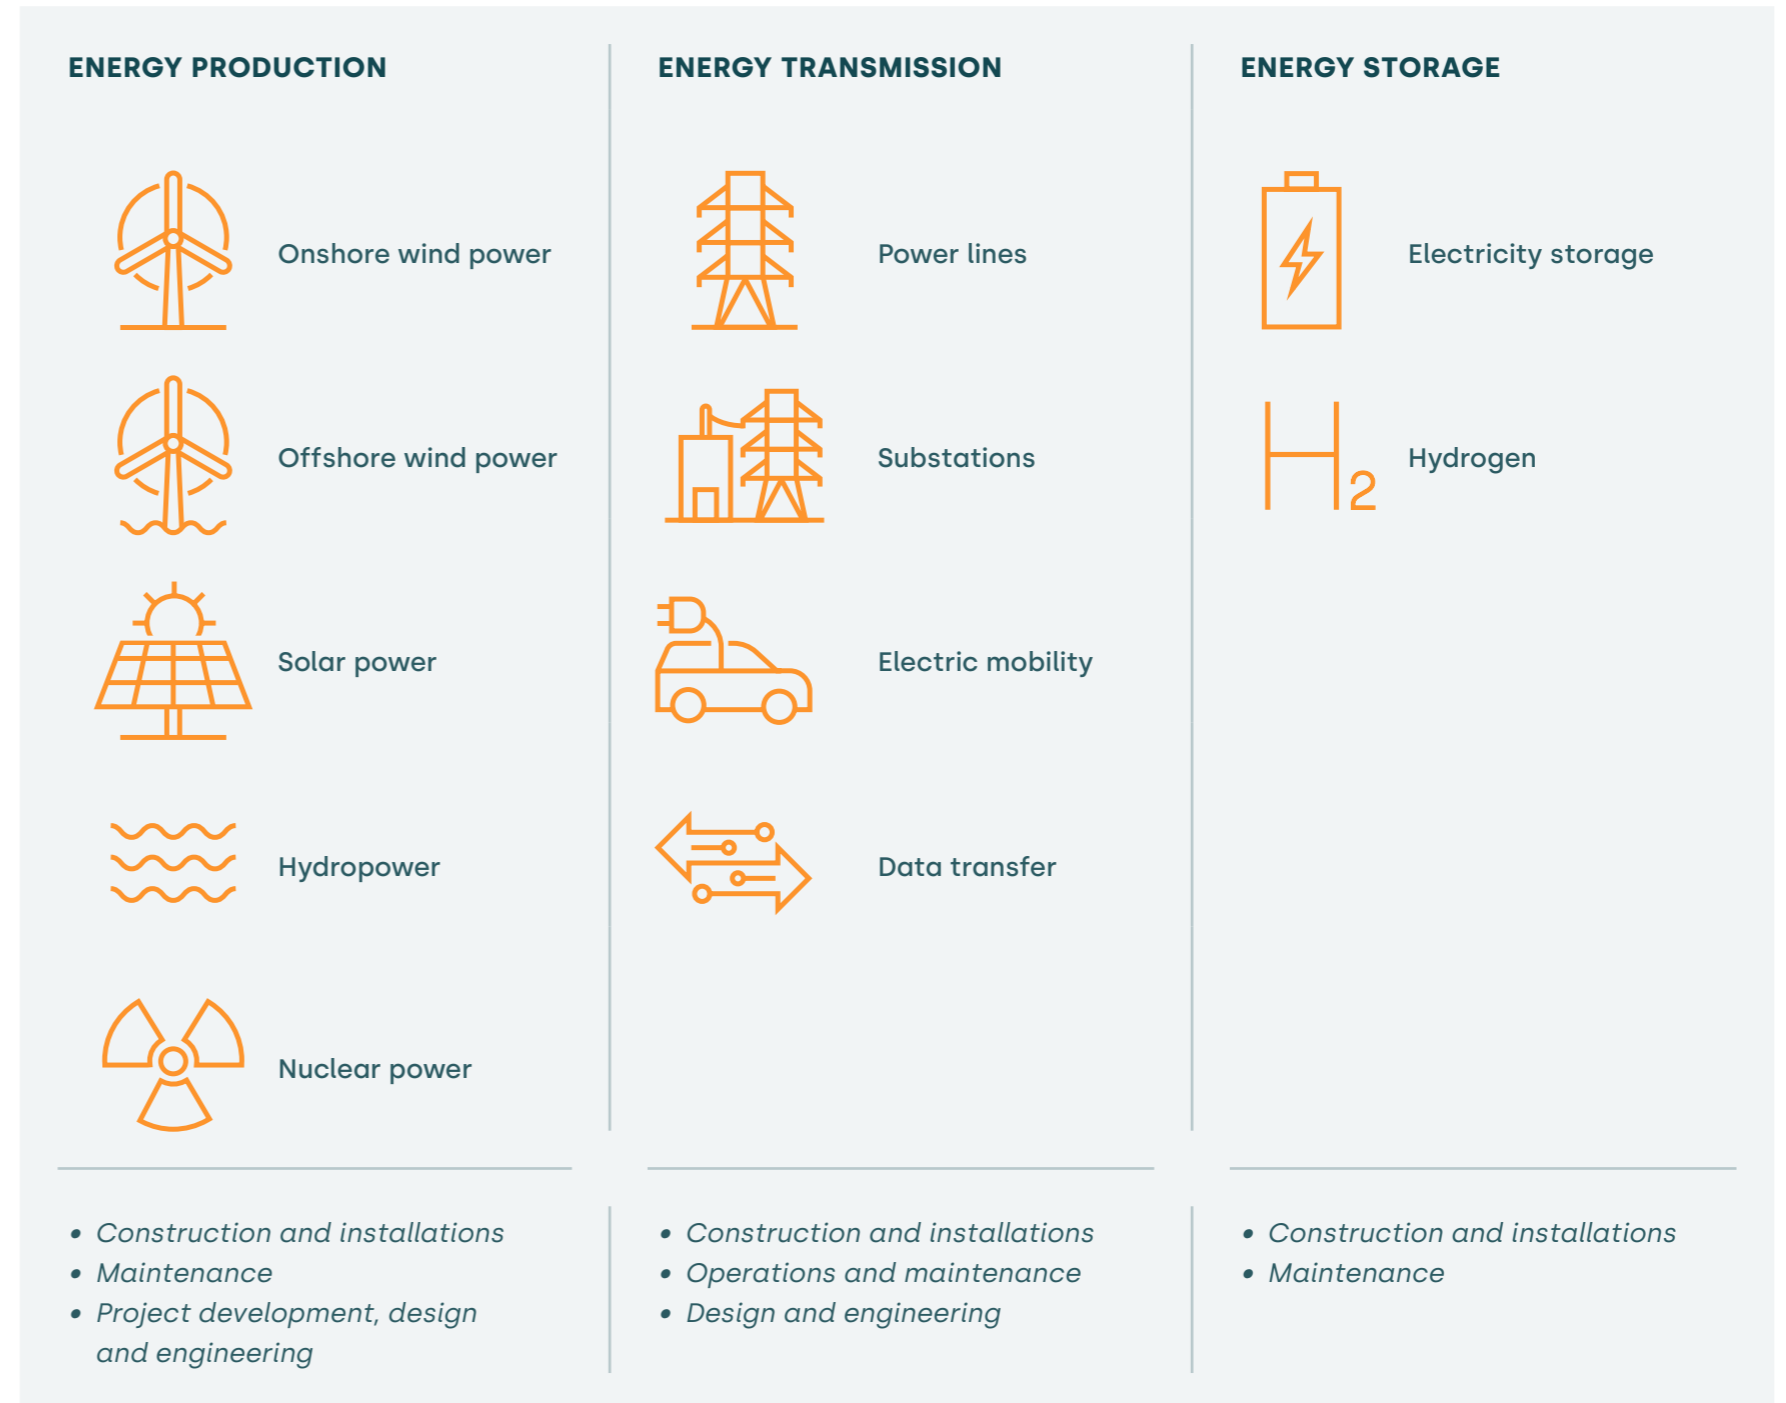 ENERGY PRODUCTION
Onshore wind power
Offshore wind power
Solar power
Hydropower
Nuclear power
• Construction and installations
• Maintenance
• Project development, design
and engineering
ENERGY TRANSMISSION
Power lines
Substations
Electric mobility
Data transfer
• Construction and installations
• Operations and maintenance
• Design and engineering
ENERGY STORAGE
Electricity storage
H2
Hydrogen
• Construction and installations
• Maintenance